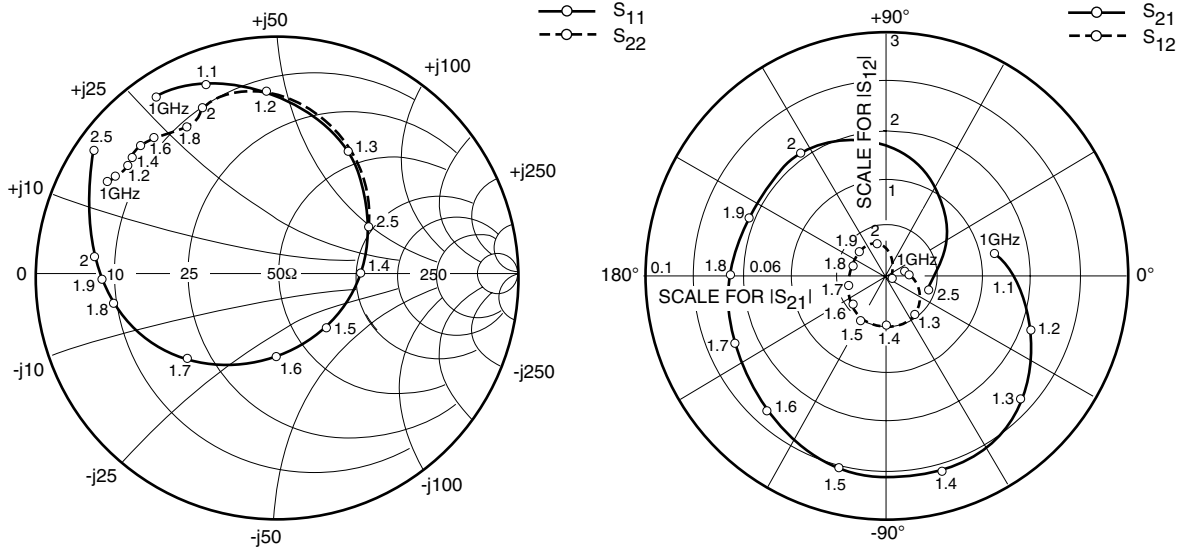 +j50
S11
S22
+j25
+j100
1.1
1GHz
1.2
2
1.8
1.6
1.4
1.2
1GHz
2.5
1.3
+j10
+j250
2.5
0
2
10
25
50Ω
1.4
250
1.9
1.8
1.5
1.7
1.6
-j10
-j250
-j25
-j100
-j50
+90°
S21
S12
3
SCALE FOR |S12|
2
2
1
1.9
2
1.9
1GHz
1GHz
180°
0.1
1.8
0.06
1.8
0°
SCALE FOR |S21|
1.7
2.5
1.1
1.6
1.3
1.2
1.7
1.5
1.4
1.6
1.3
1.5
1.4
-90°